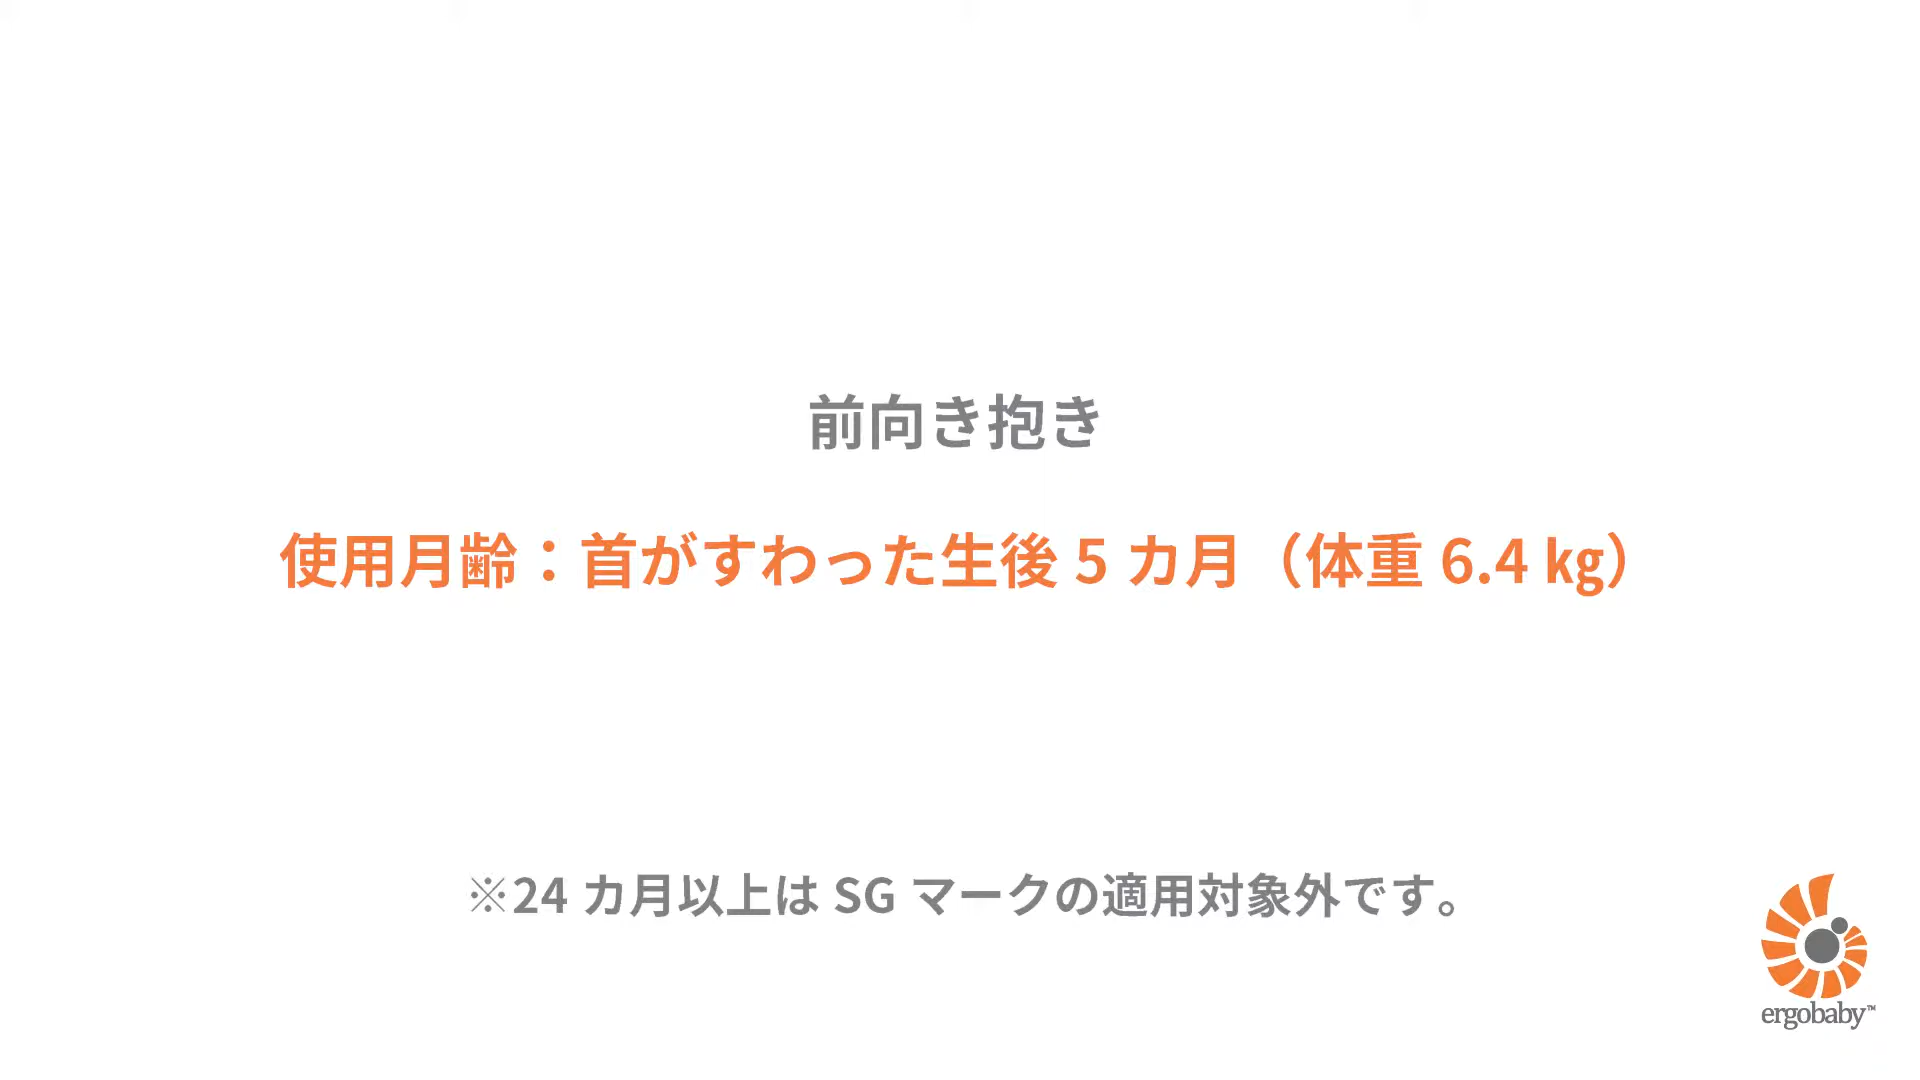 前向き抱き
使用月齢：首がすわった生後 5 カ月（体重 6.4 ㎏）
※24 カ月以上は SG マークの適用対象外です。
ergobaby™